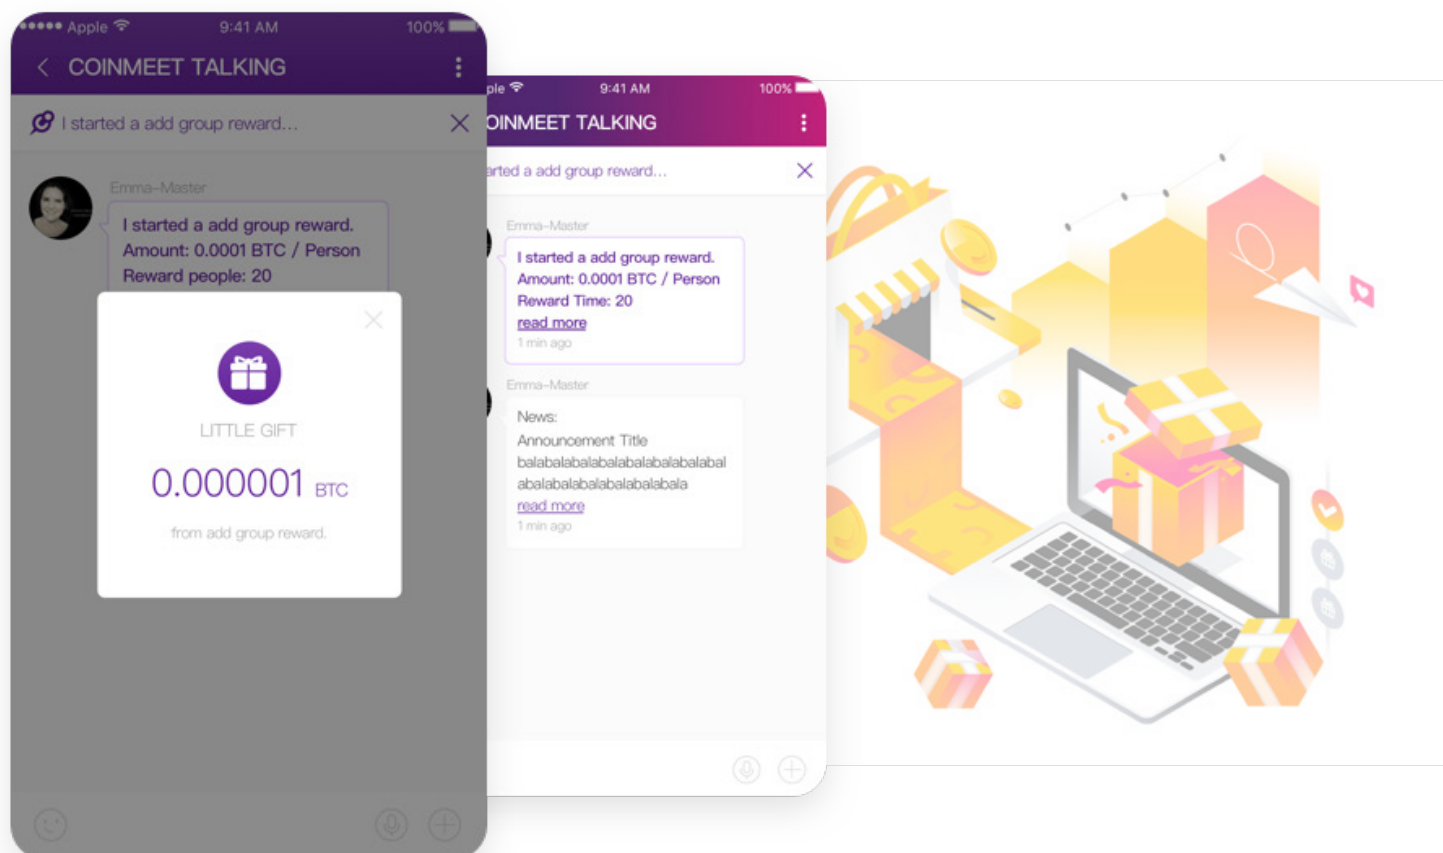 Apple
9:41 AM
100%
COINMEET TALKING
I started a add group reward...
Emma-Master
I started a add group reward.
Amount: 0.0001 BTC / Person
Reward people: 20
LITTLE GIFT
0.000001 BTC
from add group reward.
ple
9:41 AM
100%
OINMEET TALKING
arted a add group reward...
Emma-Master
I started a add group reward.
Amount: 0.0001 BTC / Person
Reward Time: 20
read more
1 min ago
Emma-Master
News:
Announcement Title
balabalabalabalabalabalabalabal
abalabalabalabalabalabala
read more
1 min ago